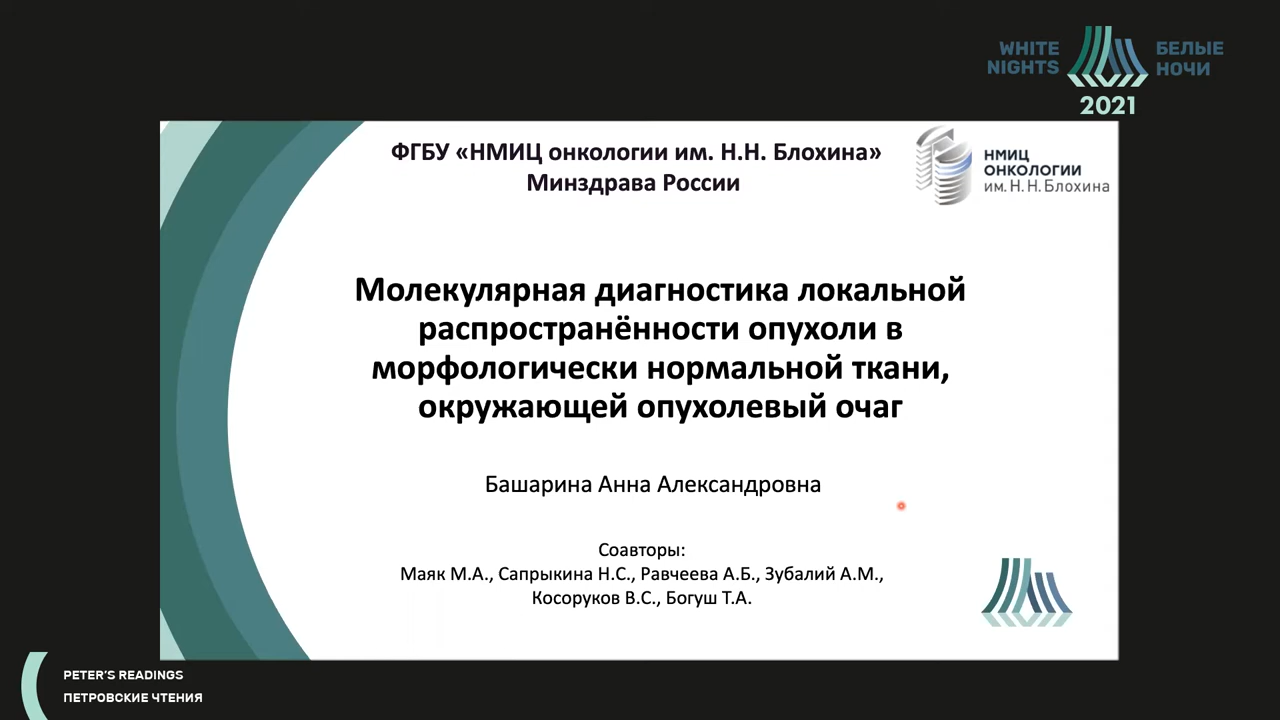 WHITE
NIGHTS
БЕЛЫЕ
НОЧИ
2021
ФГБУ «НМИЦ онкологии им. Н.Н. Блохина»
Минздрава России
НМИЦ
ОНКОЛОГИИ
им. Н. Н. Блохина
Молекулярная диагностика локальной
распространённости опухоли в
морфологически нормальной ткани,
окружающей опухолевый очаг
Башарина Анна Александровна
Соавторы:
Маяк М.А., Сапрыкина Н.С., Равчеева А.Б., Зубалий А.М.,
Косоруков В.С., Богуш Т.А.
PETER'S READINGS
ПЕТРОВСКИЕ ЧТЕНИЯ